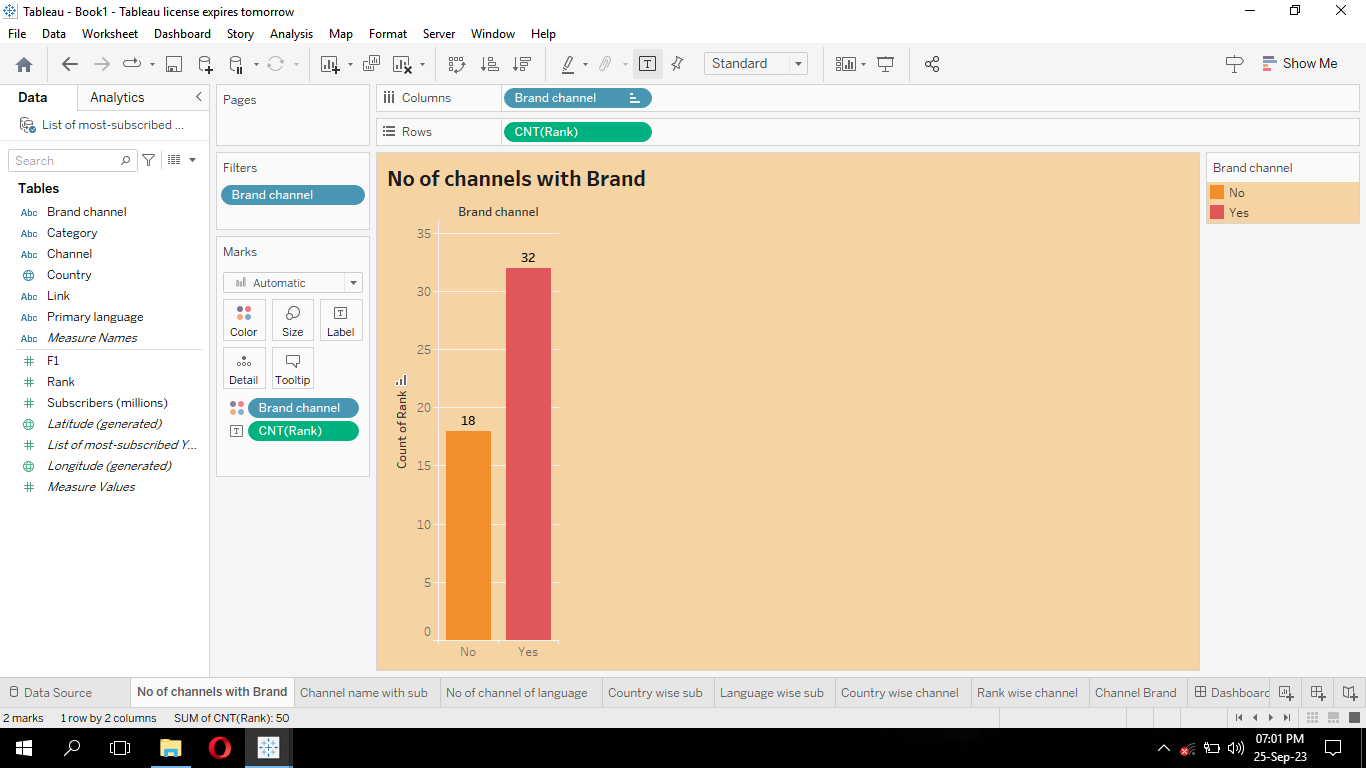 Tableau - Book1 - Tableau license expires tomorrow
File Data Worksheet Dashboard Story Analysis Map Format Server Window Help
Standard
Show Me
Data Analytics
List of most-subscribed ...
Search
Tables
Abc Brand channel
Abc Category
Abc Channel
Country
Abc Link
Abc Primary language
Abc Measure Names
F1
Rank
Subscribers (millions)
Latitude (generated)
List of most-subscribed Y...
Longitude (generated)
Measure Values
Pages
Filters
Brand channel
Marks
Automatic
Color Size Label
Detail Tooltip
Brand channel
CNT(Rank)
Columns Brand channel
Rows CNT(Rank)
No of channels with Brand
Brand channel
35
30
25
20
15
10
5
0
Count of Rank
18
32
No Yes
Brand channel
No
Yes
Data Source No of channels with Brand Channel name with sub No of channel of language Country wise sub Language wise sub Country wise channel Rank wise channel Channel Brand Dashboard
2 marks 1 row by 2 columns SUM of CNT(Rank): 50
07:01 PM
25-Sep-23